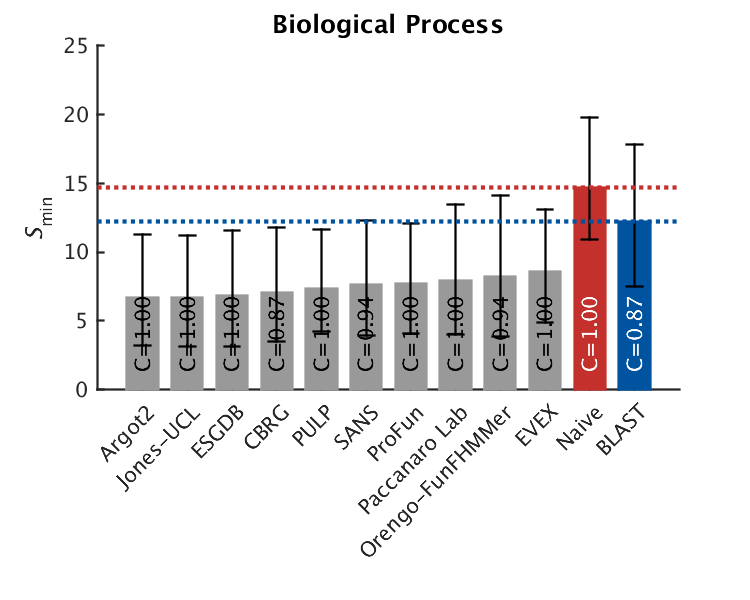 Biological Process
25
20
15
10
5
0
Smin
C=1.00
C=1.00
C=1.00
C=0.87
C=1.00
C=0.94
C=1.00
C=1.00
C=0.94
C=1.00
C=1.00
C=0.87
Argot2
Jones-UCL
ESGDB
CBRG
PULP
SANS
ProFun
Paccanaro Lab
Orengo-FunFHMMer
EVEX
Naive
BLAST